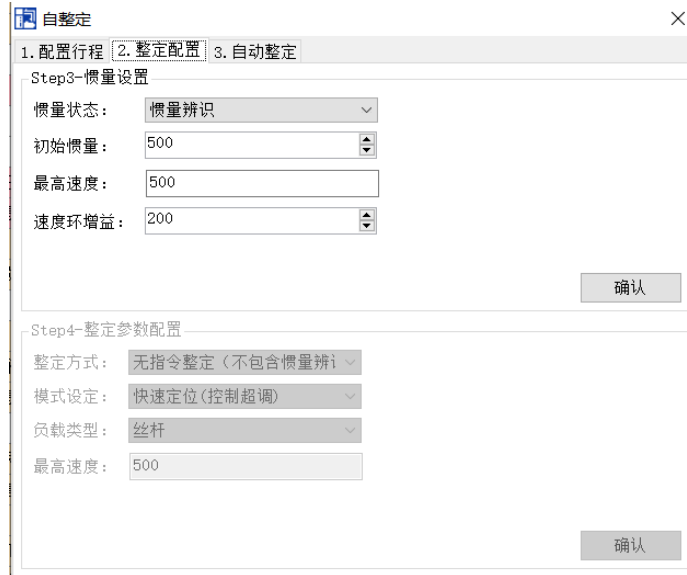 自整定
1.配置行程 2.整定配置 3.自动整定
Step3-惯量设置
惯量状态： 惯量辨识
初始惯量： 500
最高速度： 500
速度环增益： 200
确认
Step4-整定参数配置
整定方式： 无指令整定（不包含惯量辨
模式设定： 快速定位(控制超调)
负载类型： 丝杆
最高速度： 500
确认